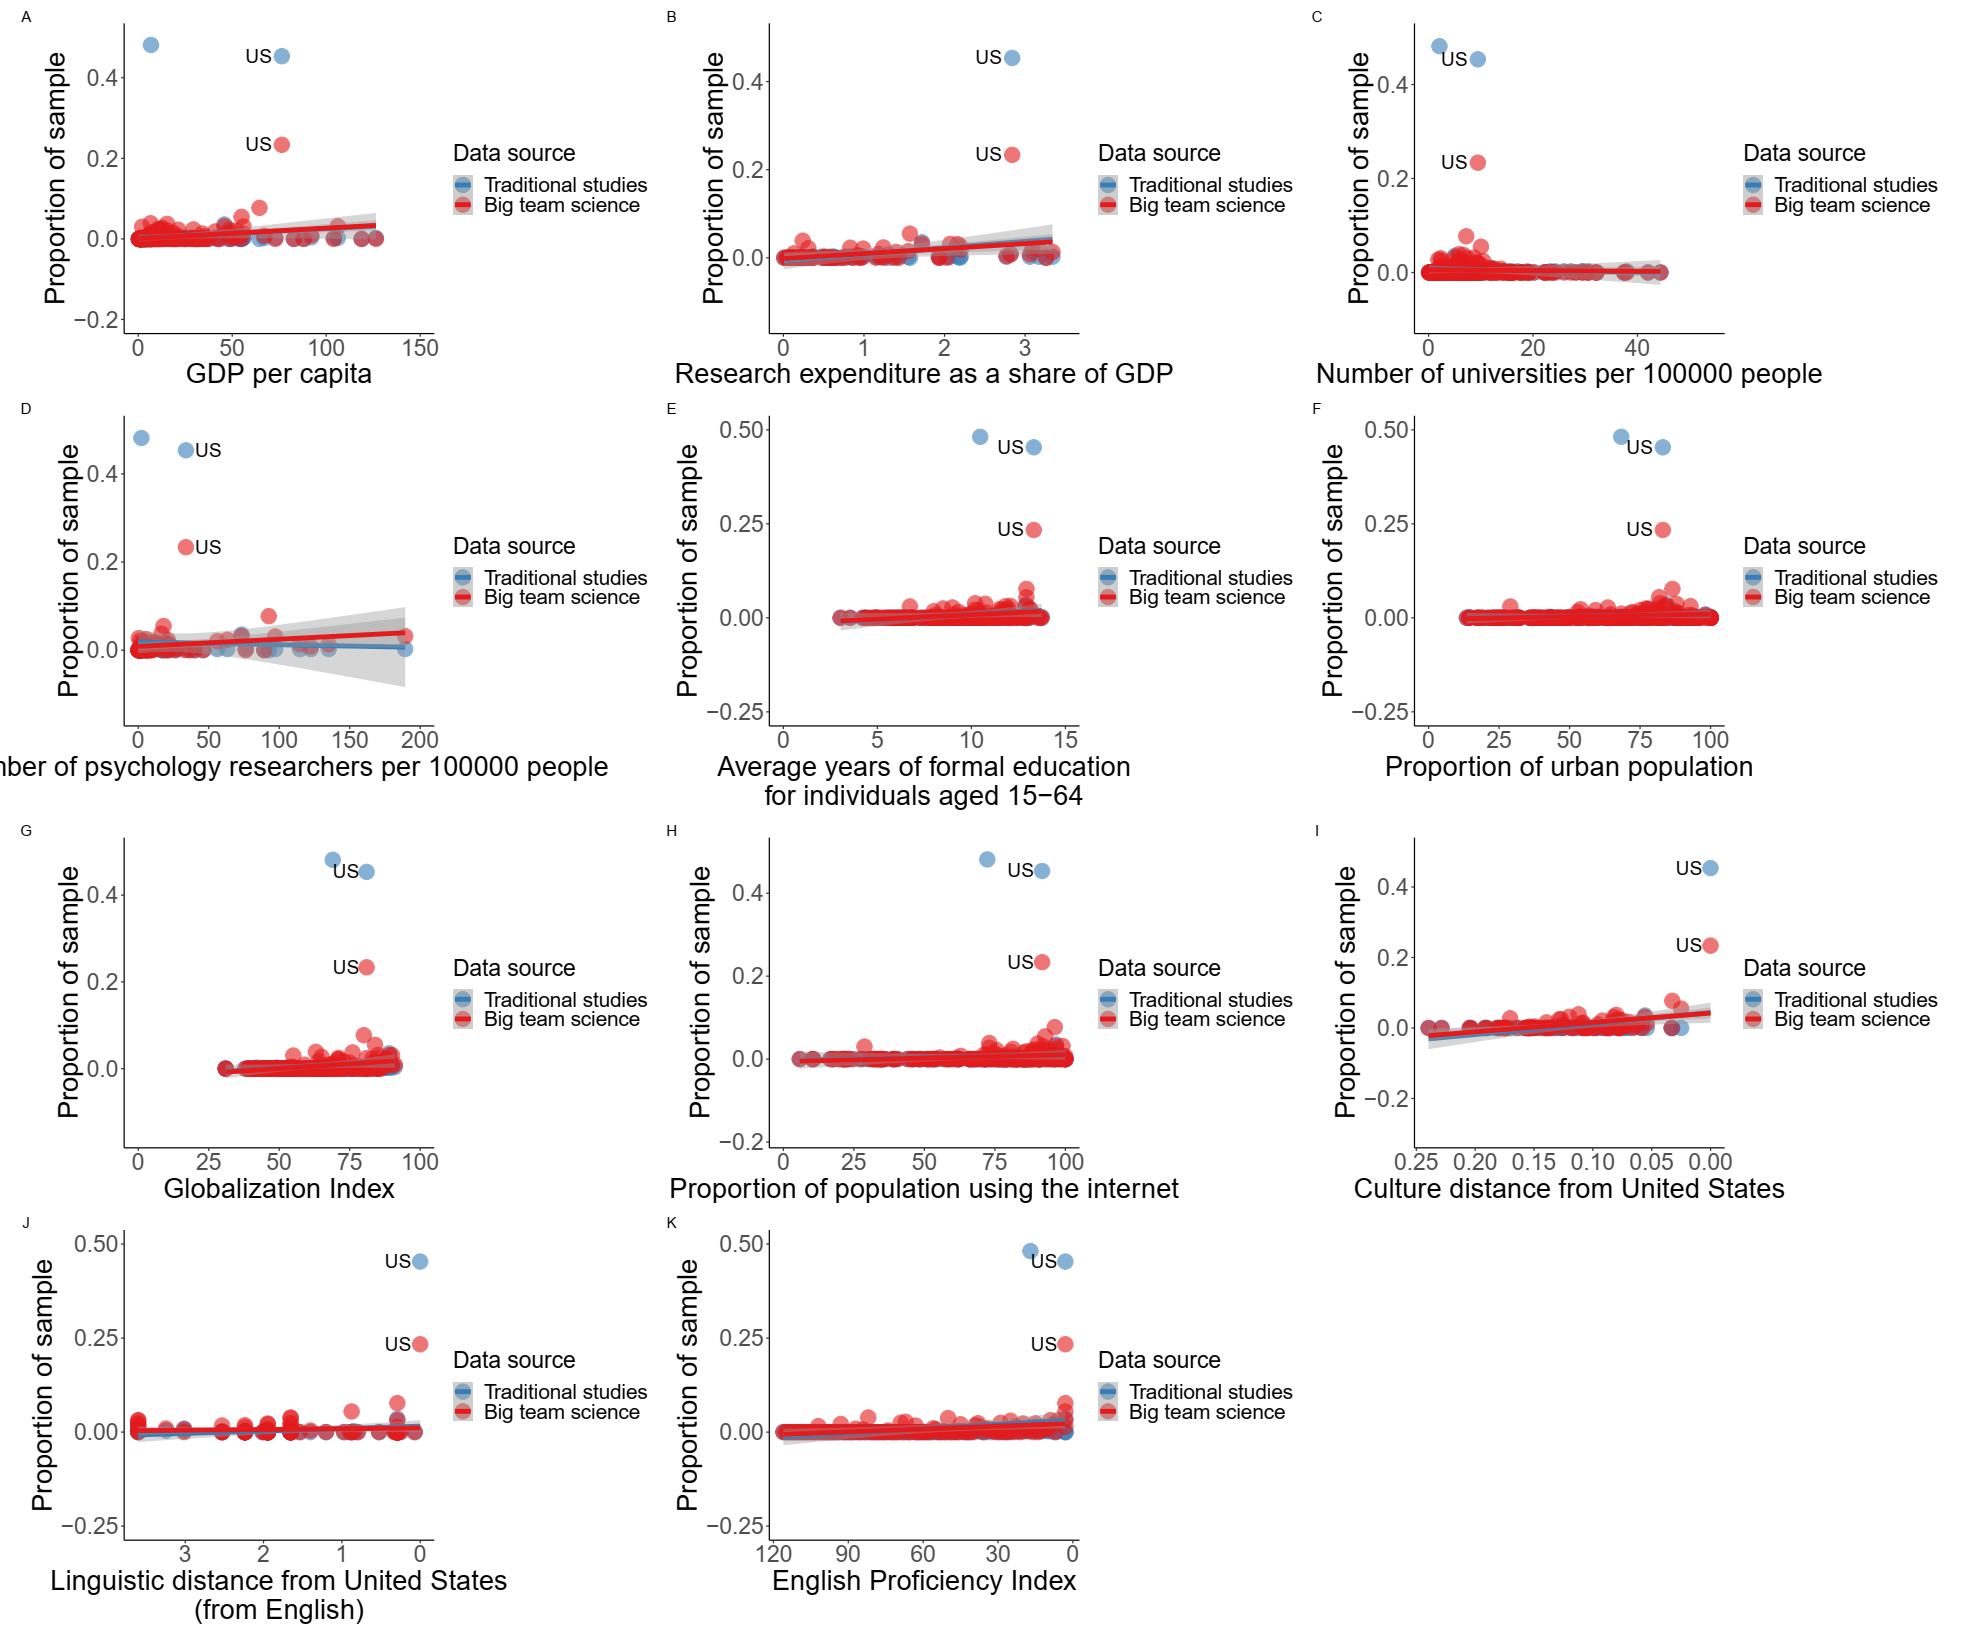 A
Proportion of sample
0.4
0.2
0.0
−0.2
US
US
0 50 100 150
GDP per capita
Data source
Traditional studies
Big team science
B
Proportion of sample
0.4
0.2
0.0
US
US
0 1 2 3
Research expenditure as a share of GDP
Data source
Traditional studies
Big team science
C
Proportion of sample
0.4
0.2
0.0
US
US
0 20 40
Number of universities per 100000 people
Data source
Traditional studies
Big team science
D
Proportion of sample
0.4
0.2
0.0
US
US
0 50 100 150 200
of psychology researchers per 100000 people
Data source
Traditional studies
Big team science
E
Proportion of sample
0.50
0.25
0.00
−0.25
US
US
0 5 10 15
Average years of formal education
for individuals aged 15−64
Data source
Traditional studies
Big team science
F
Proportion of sample
0.50
0.25
0.00
−0.25
US
US
0 25 50 75 100
Proportion of urban population
Data source
Traditional studies
Big team science
G
Proportion of sample
0.4
0.2
0.0
US
US
0 25 50 75 100
Globalization Index
Data source
Traditional studies
Big team science
H
Proportion of sample
0.4
0.2
0.0
−0.2
US
US
0 25 50 75 100
Proportion of population using the internet
Data source
Traditional studies
Big team science
I
Proportion of sample
0.4
0.2
0.0
−0.2
US
US
0.25 0.20 0.15 0.10 0.05 0.00
Culture distance from United States
Data source
Traditional studies
Big team science
J
Proportion of sample
0.50
0.25
0.00
−0.25
US
US
3 2 1 0
Linguistic distance from United States
(from English)
Data source
Traditional studies
Big team science
K
Proportion of sample
0.50
0.25
0.00
−0.25
US
US
120 90 60 30 0
English Proficiency Index
Data source
Traditional studies
Big team science